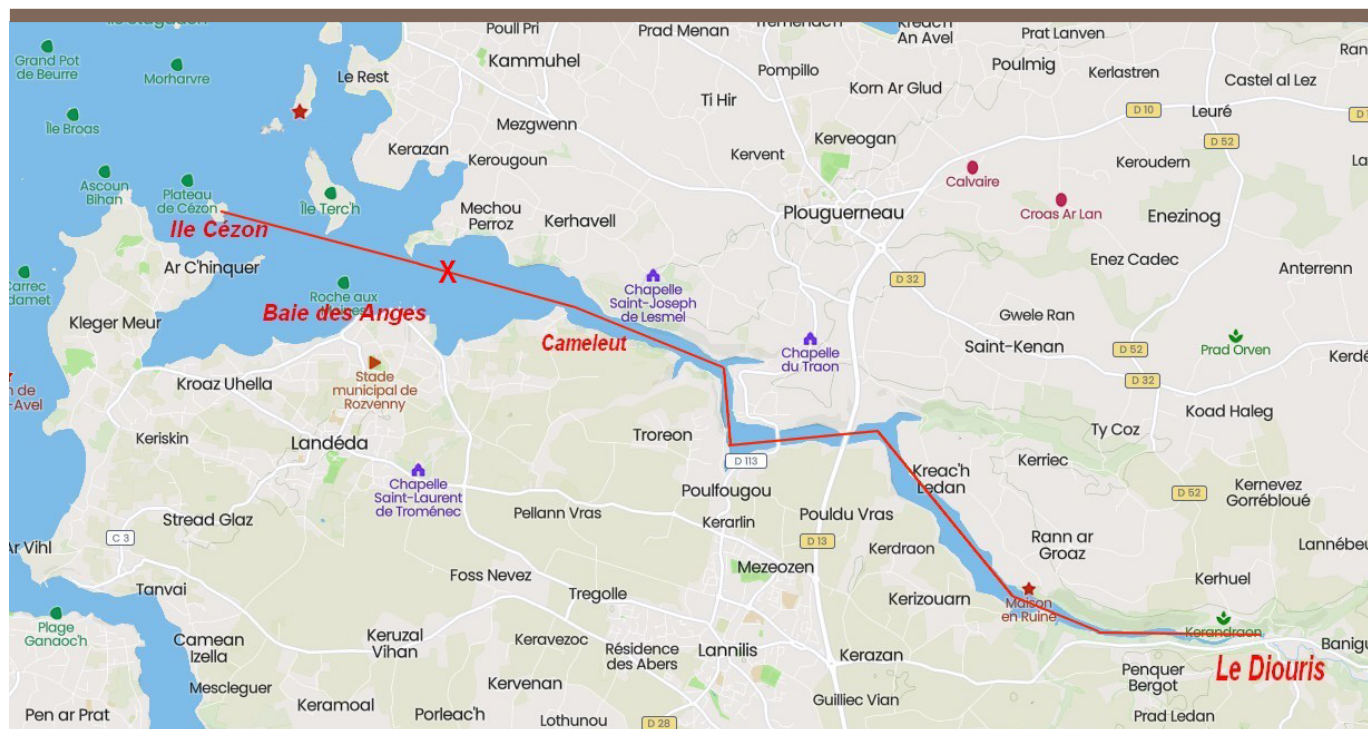 Grand Pot
de Beurre
Morharvre
Le Rest
Poull Pri
Kammuhel
Prad Menan
Pompillo
Kreac'h
An Avel
Prat Lanven
Poulmig
Kerlastren
Castel al Lez
Île Broas
Ti Hir
Korn Ar Glud
D 10
Leuré
Mezgwenn
Kerazan
Kerougoun
Kervent
Kerveogan
D 52
Keroudern
Ascoun
Bihan
Plateau
de Cézon
Île Terc'h
Calvaire
Croas Ar Lan
Ile Cézon
Mechou
Perroz
Kerhavell
Plouguerneau
Enezinog
Ar C'hinquer
X
Enez Cadec
Anterrenn
Carrec
Roche aux
Baie des Anges
Chapelle
Saint-Joseph
de Lesmel
D 32
Kleger Meur
Gwele Ran
Cameleut
Chapelle
du Traon
Saint-Kenan
D 52
Prad Orven
Stade
municipal de
Rozvenny
Kroaz Uhella
D 32
Koad Haleg
Keriskin
Landéda
Troreon
D 113
Ty Coz
Kerriec
Chapelle
Saint-Laurent
de Troménec
Poulfougou
Kreac'h
Ledan
D 52
Kernevez
Gorrébloué
Stread Glaz
Pellann Vras
Kerarlin
Pouldu Vras
C 3
D 13
Rann ar
Groaz
Ar Vihl
Kerdraon
Tanvai
Foss Nevez
Mezeozen
Kerhuel
Tregolle
Kerizouarn
Maison
en Ruine
Plage
Ganaoc'h
Camean
Izella
Keruzal
Vihan
Keravezoc
Résidence
des Abers
Lannilis
Kerazan
Kerandraon
Penquer
Bergot
Le Diouris
Mescleguer
Keramoal
Kervenan
Guilliec Vian
Pen ar Prat
Porleac'h
Lothunou
D 28
Prad Ledan